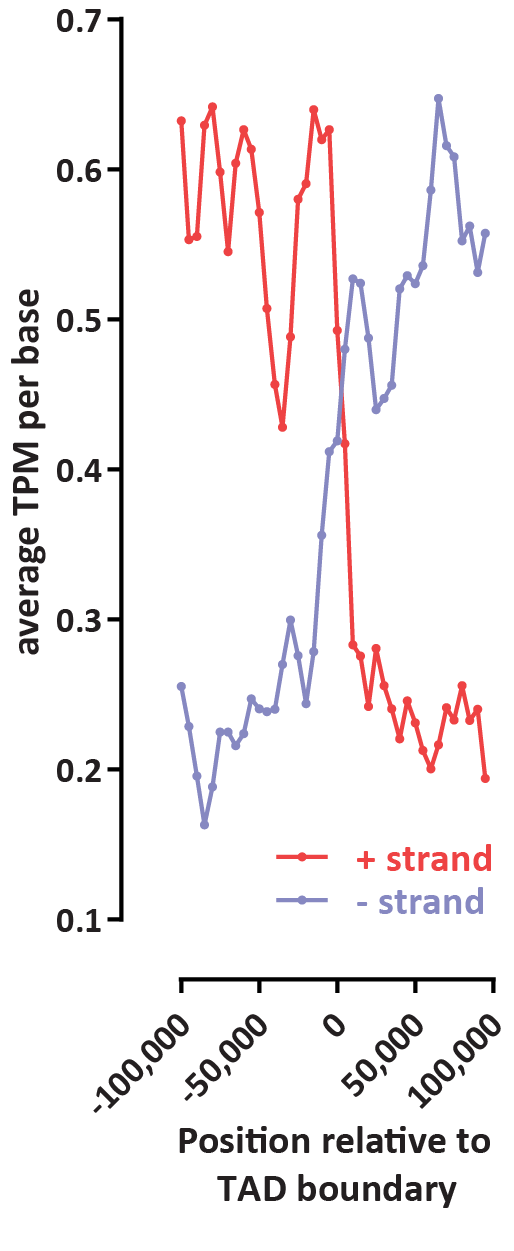 0.7
0.6
0.5
0.4
0.3
0.2
0.1
average TPM per base
+ strand
- strand
-100,000
-50,000
0
50,000
100,000
Position relative to
TAD boundary